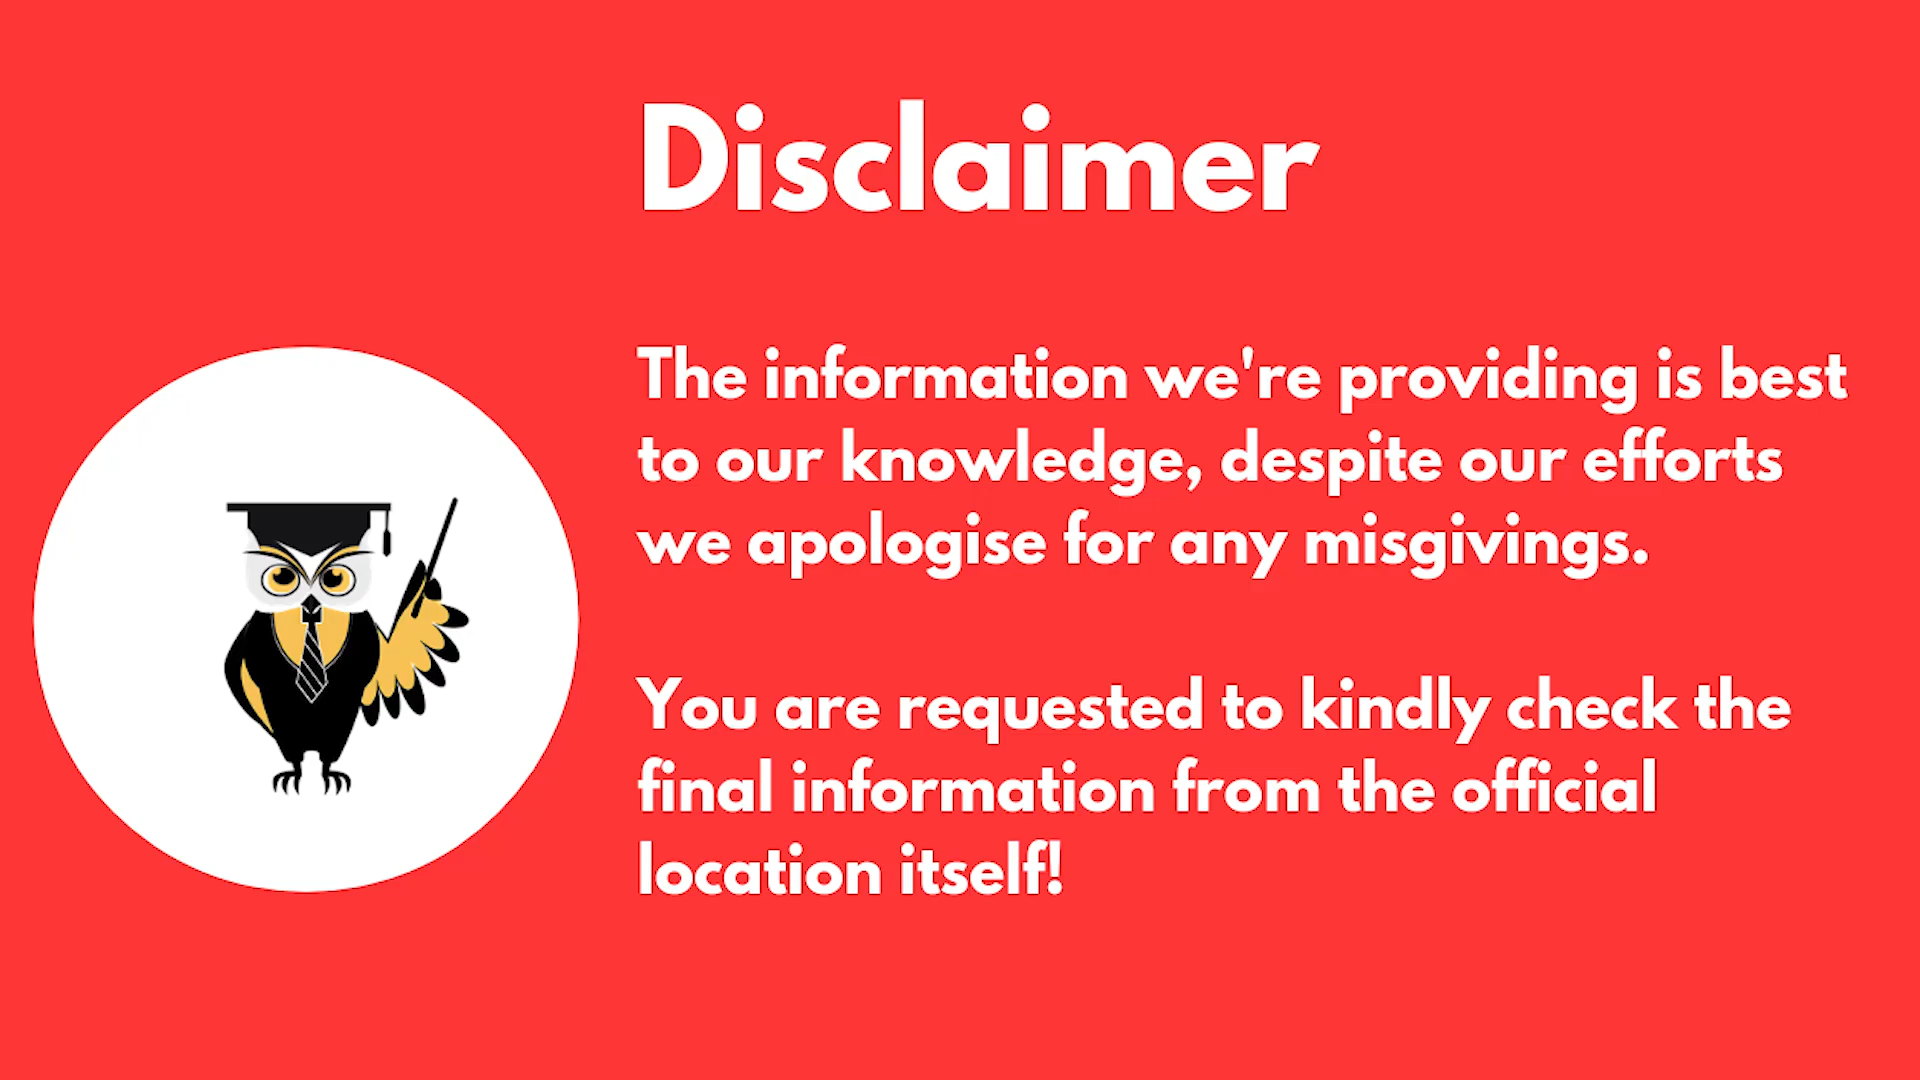 Disclaimer
The information we're providing is best
to our knowledge, despite our efforts
we apologise for any misgivings.
You are requested to kindly check the
final information from the official
location itself!